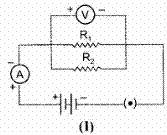 + V −
R₁
R₂
−
A
+
+ −
(•)
(I)